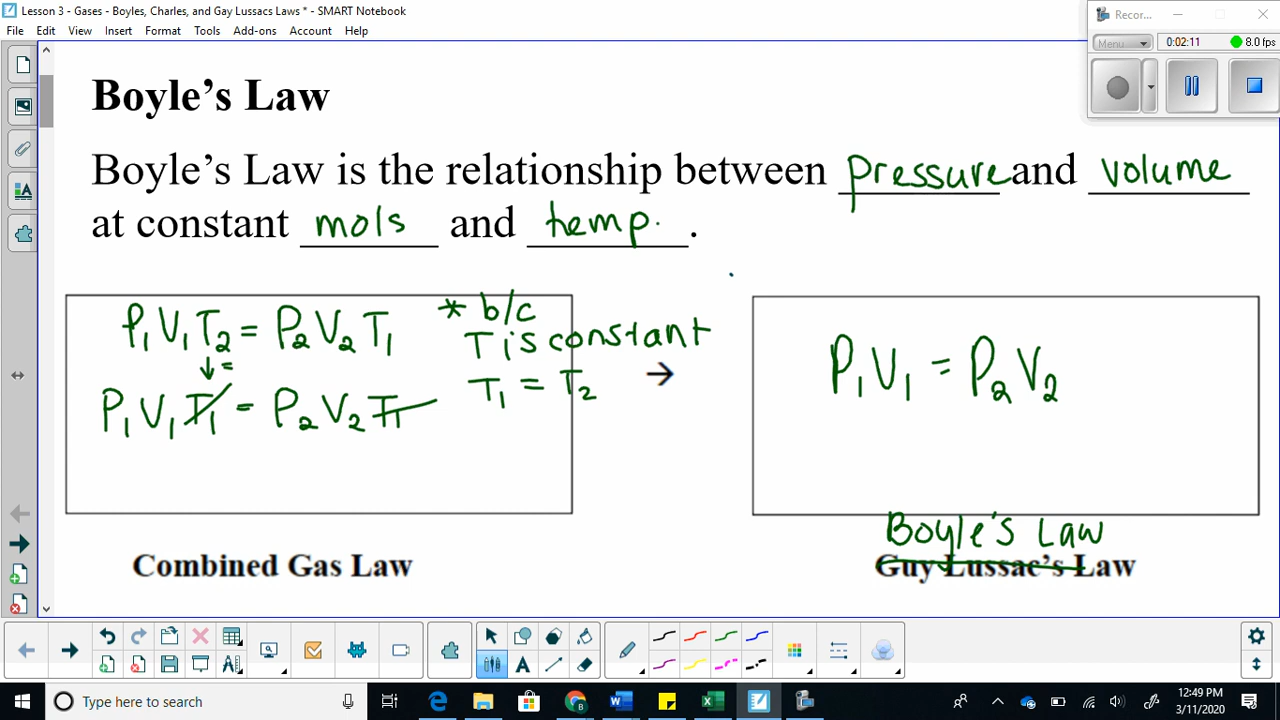 Lesson 3 - Gases - Boyles, Charles, and Gay Lussacs Laws * - SMART Notebook
File Edit View Insert Format Tools Add-ons Account Help
Recor...
Menu 0:02:11 8.0 fps
Boyle's Law
Boyle's Law is the relationship between pressure and volume
at constant mols and temp.
P₁V₁T₂ = P₂V₂T₁
* b/c
T is constant
T₁ = T₂
↓ =
P₁V₁T₁ = P₂V₂T₁
→
P₁V₁ = P₂V₂
Boyle's Law
Combined Gas Law
Guy Lussac's Law
Type here to search
12:49 PM
3/11/2020